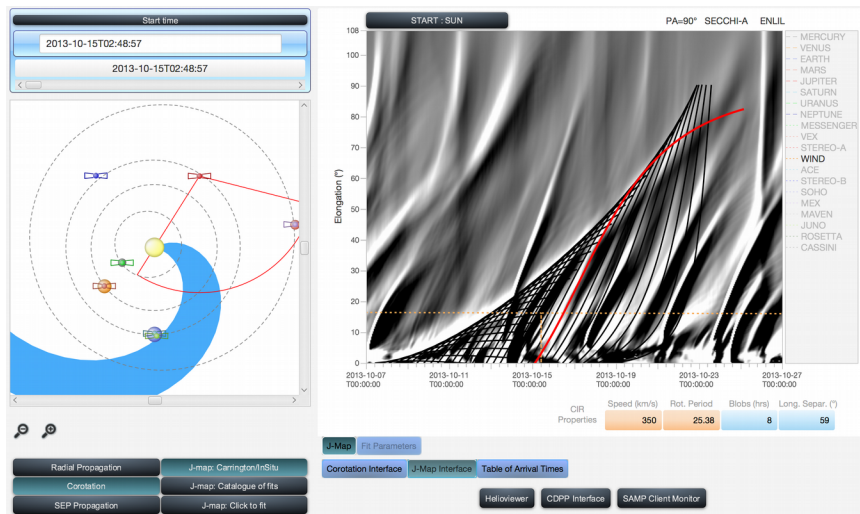 Start time
2013-10-15T02:48:57
2013-10-15T02:48:57
START : SUN
PA=90° SECCHI-A ENLIL
108
100
90
80
70
60
50
40
30
20
10
0
Elongation (°)
2013-10-07 2013-10-11 2013-10-15 2013-10-19 2013-10-23 2013-10-27
T00:00:00 T00:00:00 T00:00:00 T00:00:00 T00:00:00 T00:00:00
MERCURY
VENUS
EARTH
MARS
JUPITER
SATURN
URANUS
NEPTUNE
MESSENGER
VEX
STEREO-A
WIND
ACE
STEREO-B
SOHO
MEX
MAVEN
JUNO
ROSETTA
CASSINI
CIR Properties
Speed (km/s) Rot. Period Blobs (hrs) Long. Separ. (°)
350 25.38 8 59
J-Map Fit Parameters
Corotation Interface J-Map Interface Table of Arrival Times
Helioviewer CDPP Interface SAMP Client Monitor
Radial Propagation J-map: Carrington/InSitu
Corotation J-map: Catalogue of fits
SEP Propagation J-map: Click to fit